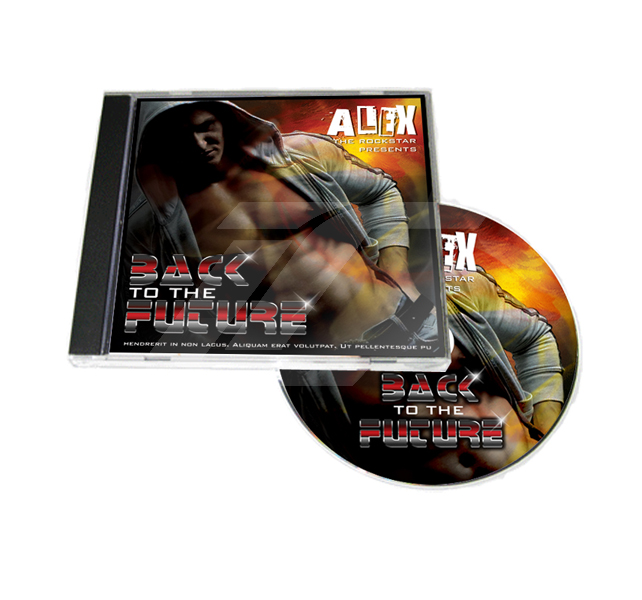 ALEX
THE ROCKSTAR
PRESENTS
BACK
TO THE
FUTURE
HENDRERIT IN NON LACUS, ALIQUAM ERAT VOLUTPAT, UT PELLENTESQUE PU
BACK
TO THE
FUTURE